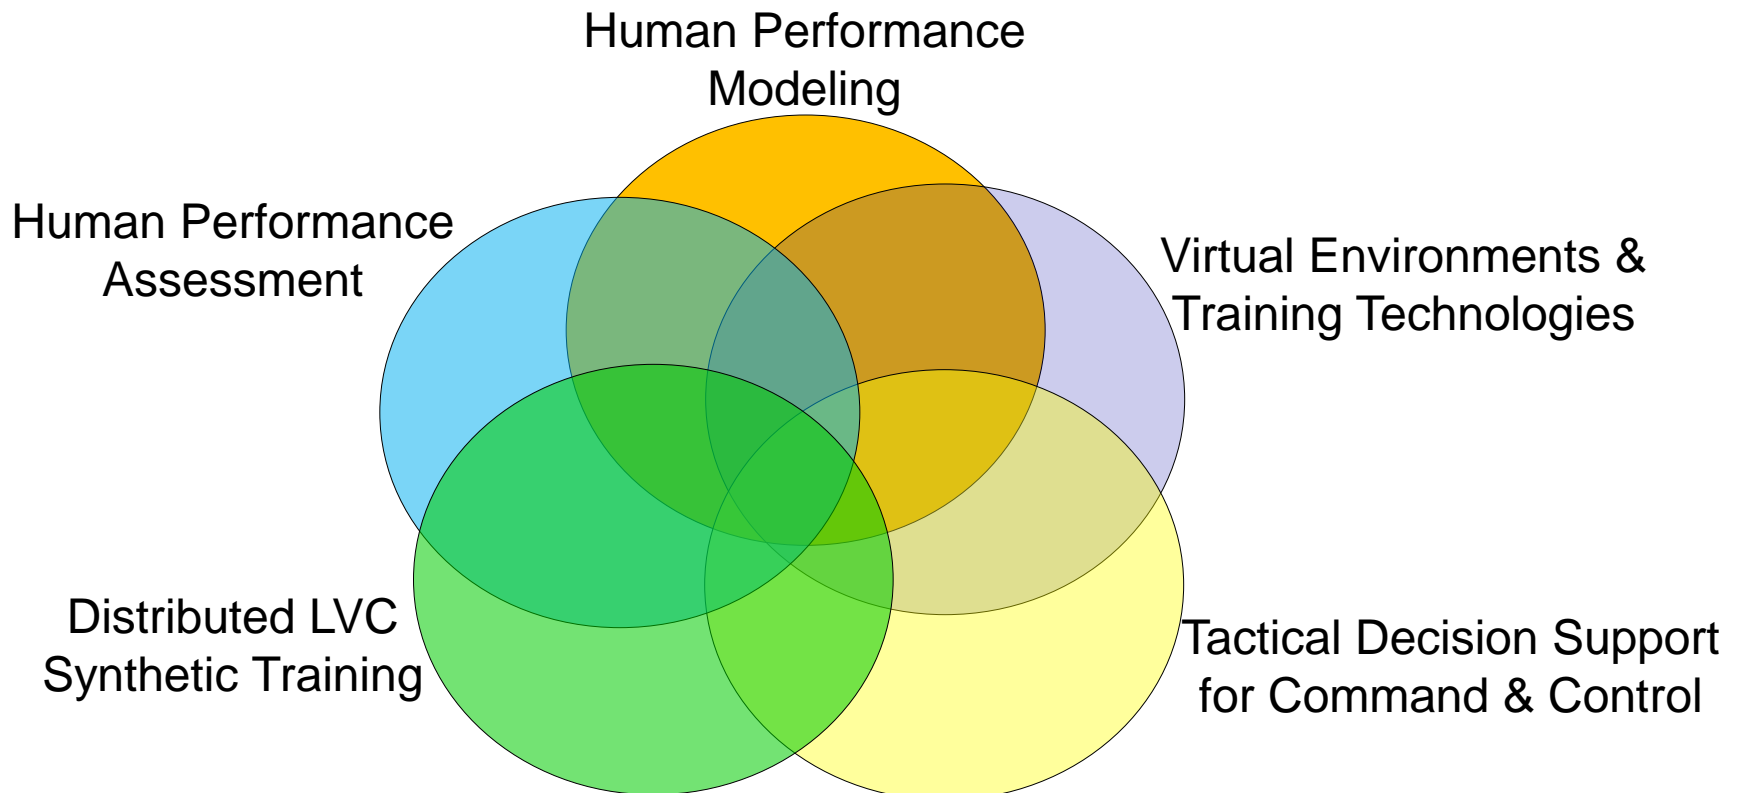 Human Performance
Modeling
Human Performance
Assessment
Virtual Environments &
Training Technologies
Distributed LVC
Synthetic Training
Tactical Decision Support
for Command & Control